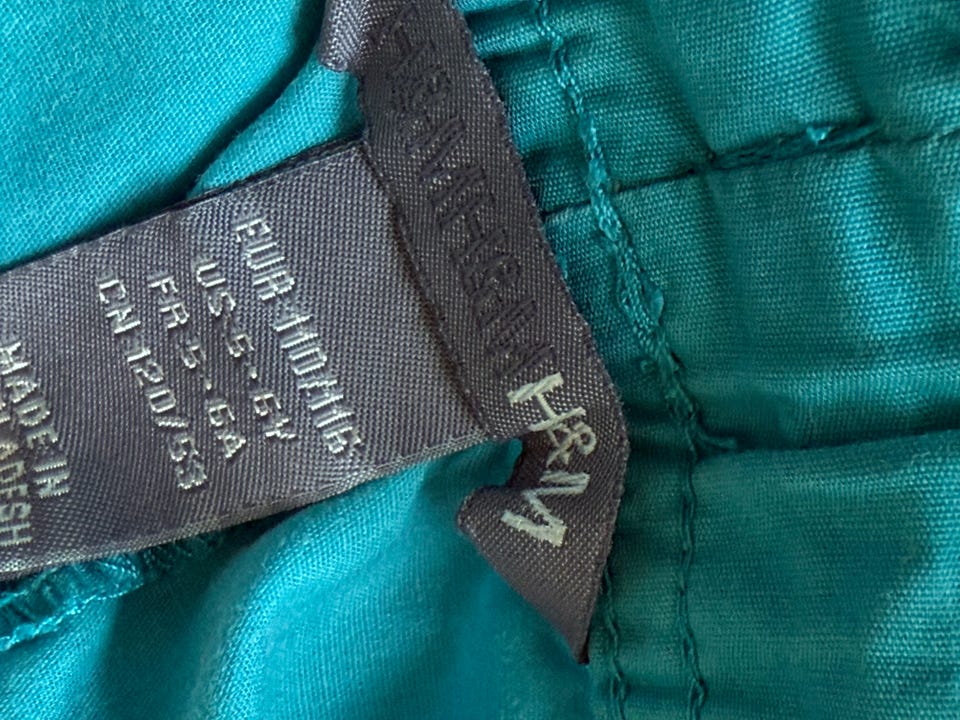 H&M
EUR 110/116
US 5-6Y
FR 5-6A
CN 120/53
MADE IN